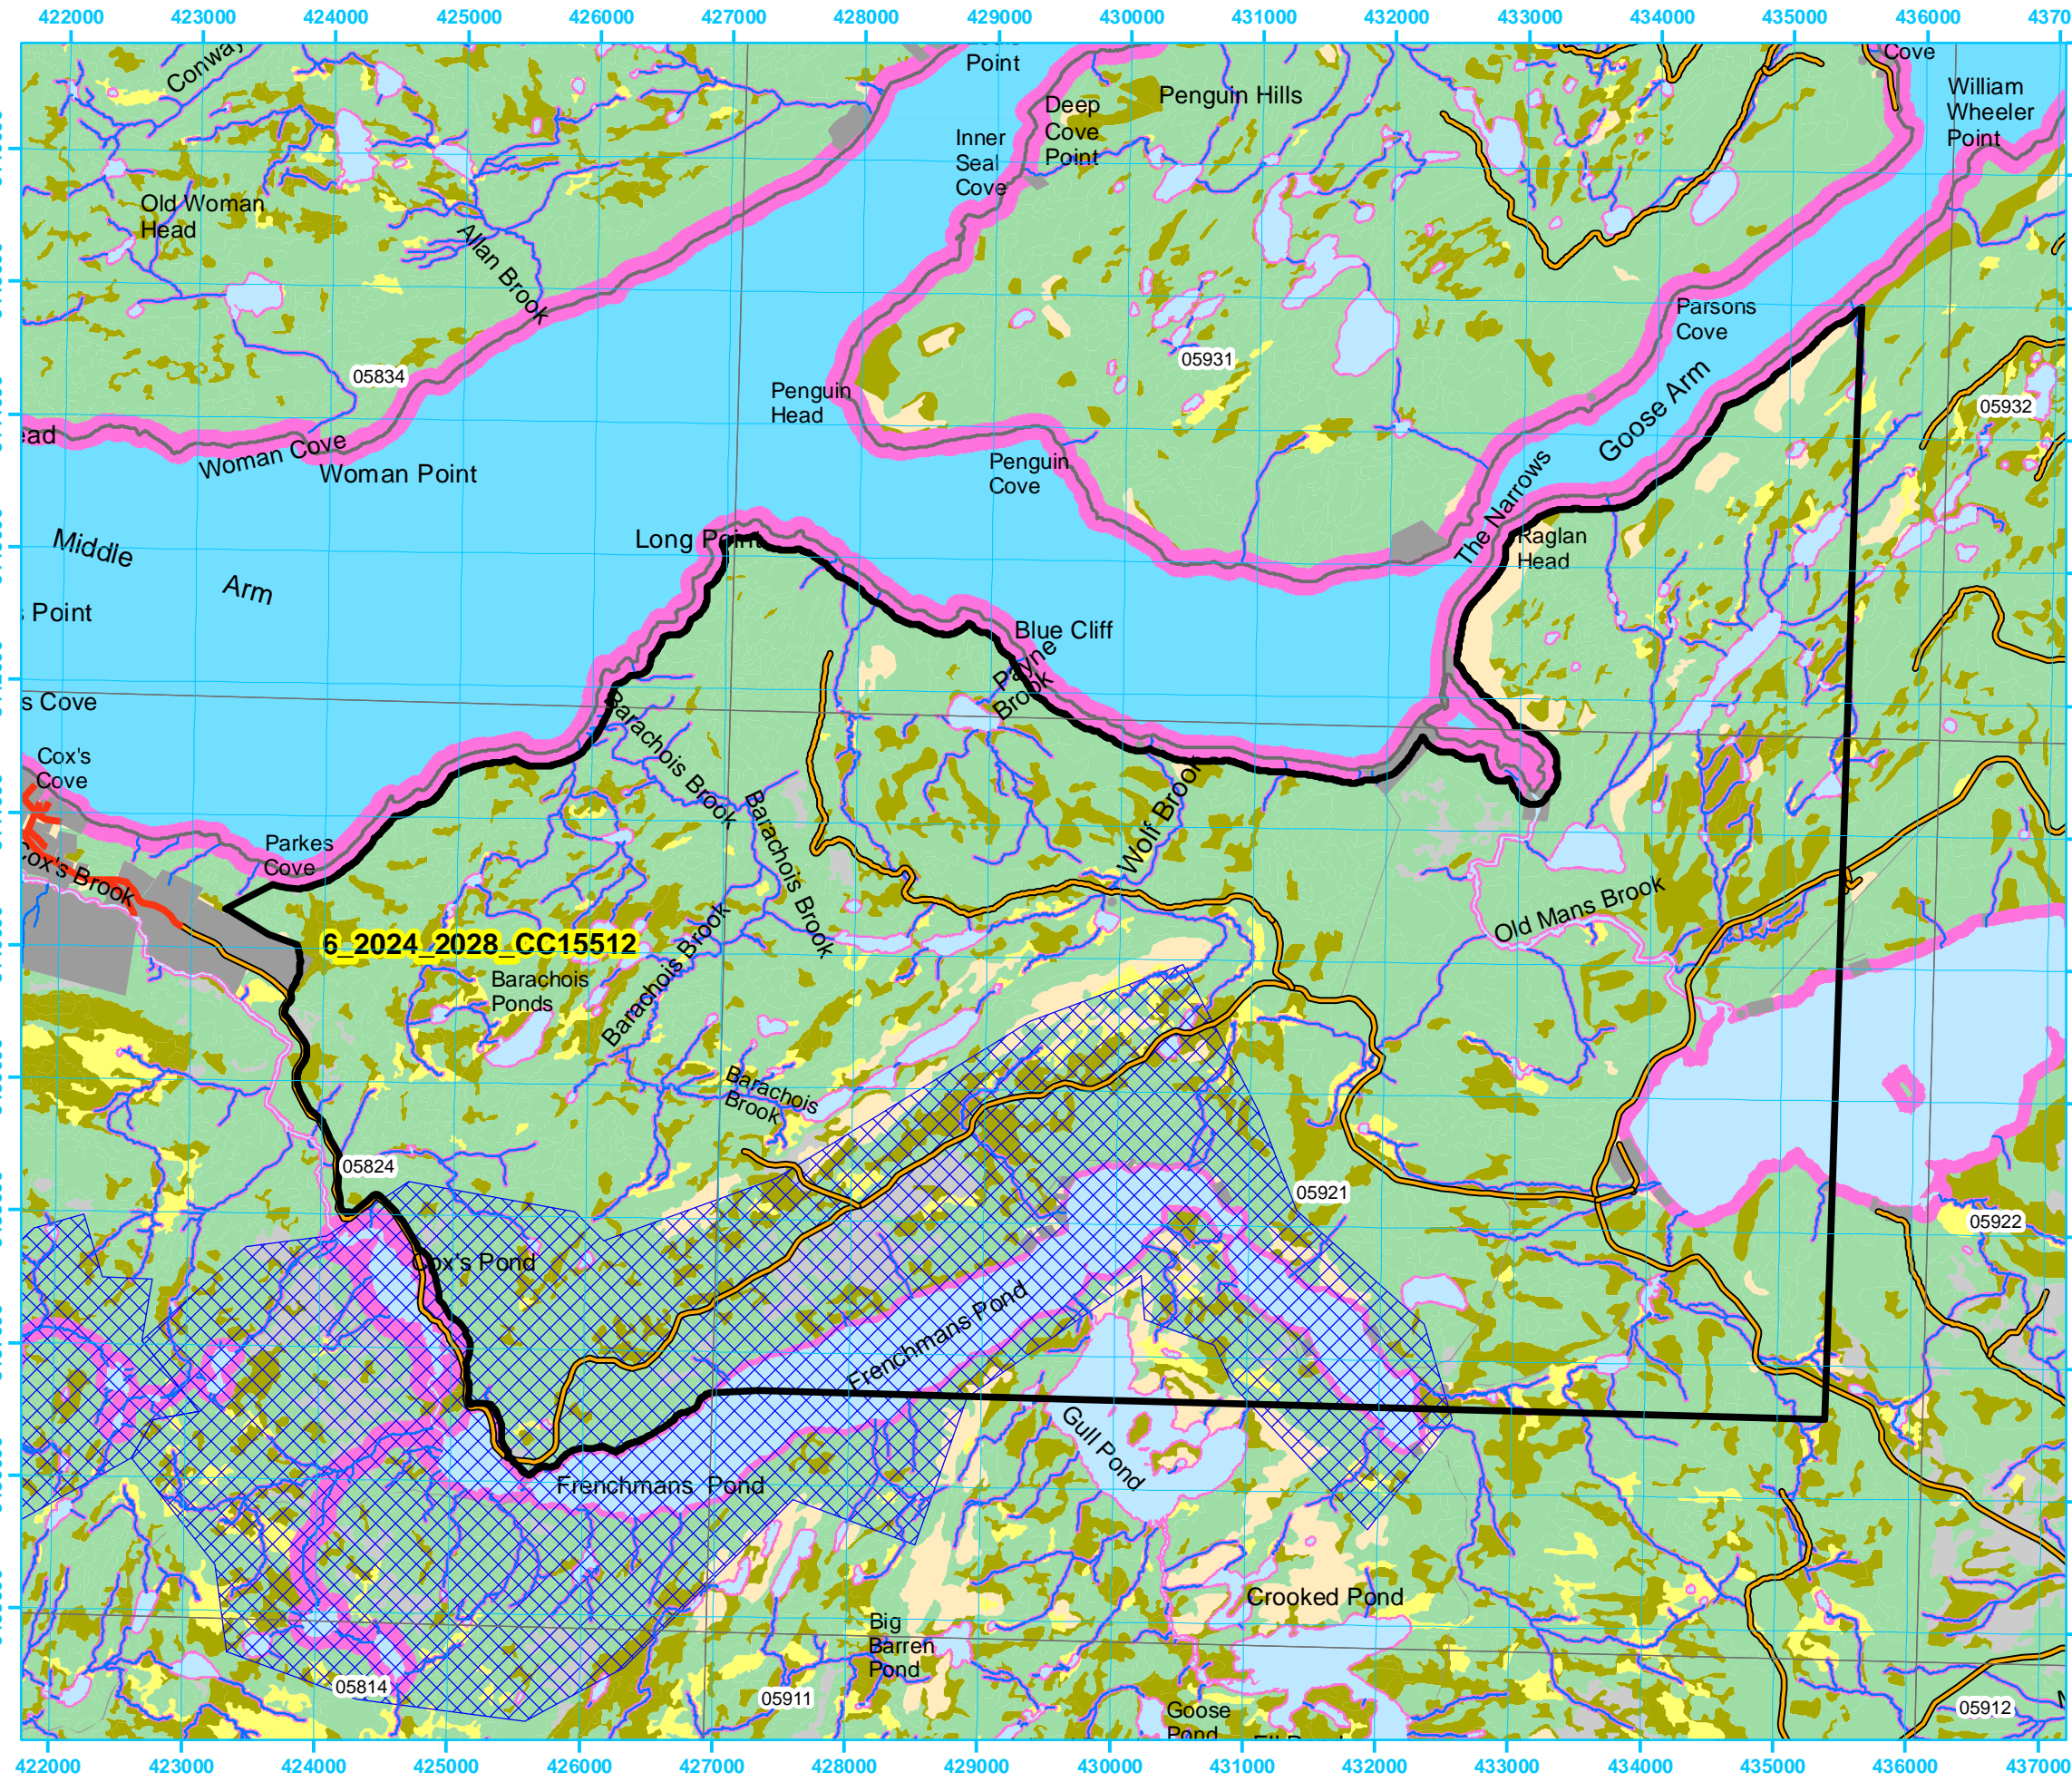 422000 423000 424000 425000 426000 427000 428000 429000 430000 431000 432000 433000 434000 435000 436000
Conway
Point
Cove
Penguin Hills
William
Wheeler
Point
Deep
Cove
Point
Inner
Seal
Cove
Old Woman
Head
Allan Brook
Parsons
Cove
05834
05931
05932
Penguin
Head
Goose Arm
Woman Cove
Woman Point
Penguin
Cove
The Narrows
Long Point
Raglan
Head
Middle
Arm
Point
Blue Cliff
Payne
Brook
Cove
Barachois Brook
Cox's
Cove
Barachois Brook
Wolf Brook
Parkes
Cove
Cox's Brook
Old Mans Brook
6_2024_2028_CC15512
Barachois
Ponds
Barachois Brook
Barachois
Brook
05824
05921
05922
Cox's Pond
Frenchmans Pond
Gull Pond
Frenchmans Pond
Crooked Pond
Big
Barren
Pond
05814
05911
05912
Goose
Pond
422000 423000 424000 425000 426000 427000 428000 429000 430000 431000 432000 433000 434000 435000 436000 437000